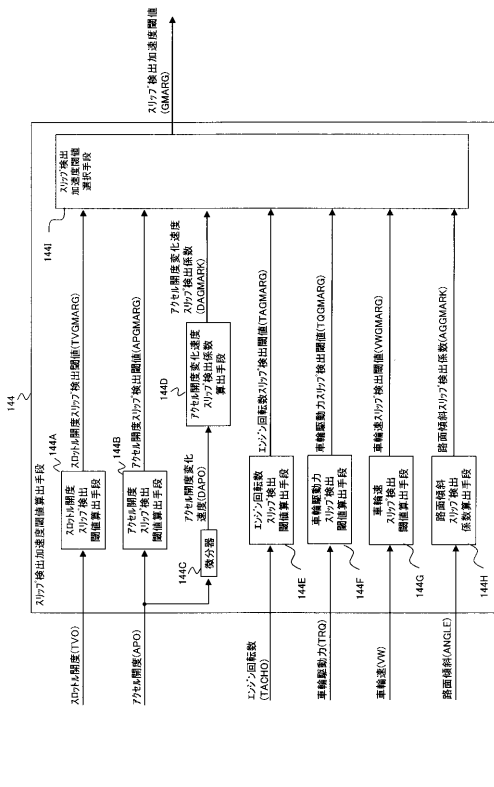 144
スリップ検出加速度閾値算出手段
スロットル開度(TVO)
144A
スロットル開度
スリップ検出
閾値算出手段
スロットル開度スリップ検出閾値(TVGMARG)
アクセル開度(APO)
144B
アクセル開度
スリップ検出
閾値算出手段
アクセル開度スリップ検出閾値(APGMARG)
144C
微分器
アクセル開度変化
速度(DAPO)
144D
アクセル開度変化速度
スリップ検出係数
算出手段
アクセル開度変化速度
スリップ検出係数
(DAGMARK)
エンジン回転数
(TACHO)
エンジン回転数
スリップ検出
閾値算出手段
144E
エンジン回転数スリップ検出閾値(TAGMARG)
車輪駆動力(TRQ)
車輪駆動力
スリップ検出
閾値算出手段
144F
車輪駆動力スリップ検出閾値(TQGMARG)
車輪速(VW)
車輪速
スリップ検出
閾値算出手段
144G
車輪速スリップ検出閾値(VWGMARG)
路面傾斜(ANGLE)
路面傾斜
スリップ検出
係数算出手段
144H
路面傾斜スリップ検出係数(AGGMARK)
144I
スリップ検出
加速度閾値
選択手段
スリップ検出加速度閾値
(GMARG)